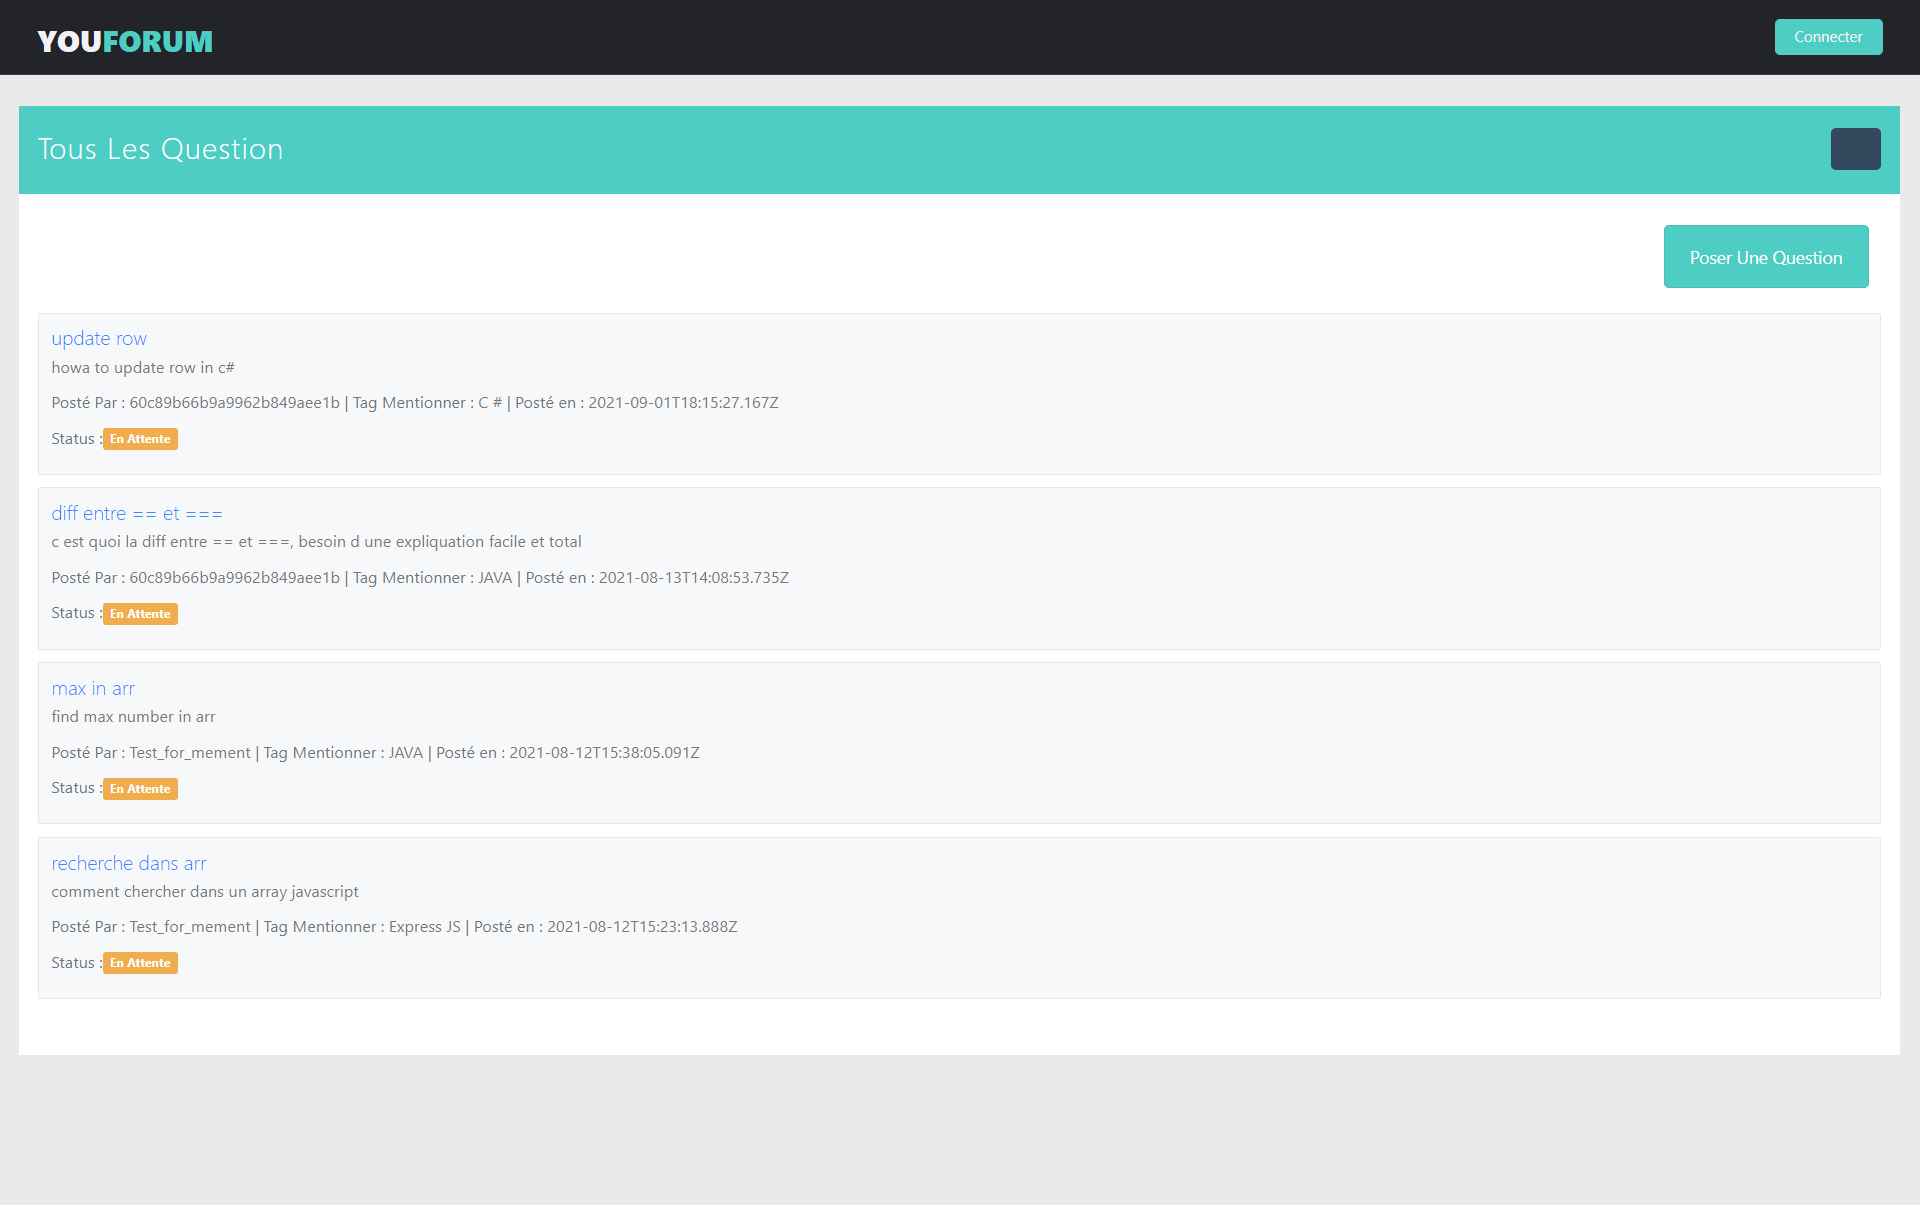 YOUFORUM
Connecter
Tous Les Question
Poser Une Question
update row
howa to update row in c#
Posté Par : 60c89b66b9a9962b849aee1b | Tag Mentionner : C # | Posté en : 2021-09-01T18:15:27.167Z
Status :En Attente
diff entre == et ===
c est quoi la diff entre == et ===, besoin d une expliquation facile et total
Posté Par : 60c89b66b9a9962b849aee1b | Tag Mentionner : JAVA | Posté en : 2021-08-13T14:08:53.735Z
Status :En Attente
max in arr
find max number in arr
Posté Par : Test_for_mement | Tag Mentionner : JAVA | Posté en : 2021-08-12T15:38:05.091Z
Status :En Attente
recherche dans arr
comment chercher dans un array javascript
Posté Par : Test_for_mement | Tag Mentionner : Express JS | Posté en : 2021-08-12T15:23:13.888Z
Status :En Attente